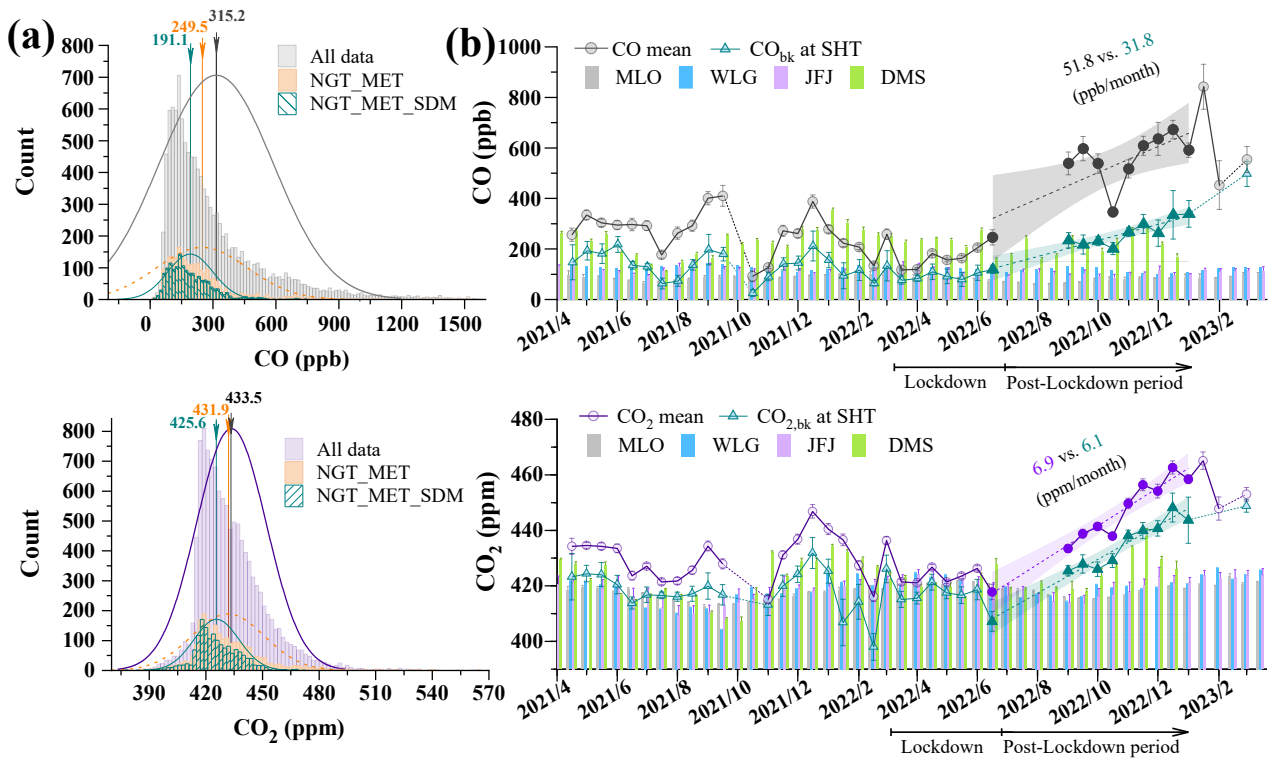 (a)
315.2
249.5
191.1
All data
NGT_MET
NGT_MET_SDM
Count
800
700
600
500
400
300
200
100
0
0 300 600 900 1200 1500
CO (ppb)
(b)
CO mean CO_bk at SHT
MLO WLG JFJ DMS
51.8 vs. 31.8
(ppb/month)
CO (ppb)
1000
800
600
400
200
0
2021/4 2021/6 2021/8 2021/10 2021/12 2022/2 2022/4 2022/6 2022/8 2022/10 2022/12 2023/2
Lockdown Post-Lockdown period
433.5
431.9
425.6
All data
NGT_MET
NGT_MET_SDM
Count
800
700
600
500
400
300
200
100
0
390 420 450 480 510 540 570
CO₂ (ppm)
CO₂ mean CO₂,bk at SHT
MLO WLG JFJ DMS
6.9 vs. 6.1
(ppm/month)
CO₂ (ppm)
480
460
440
420
400
2021/4 2021/6 2021/8 2021/10 2021/12 2022/2 2022/4 2022/6 2022/8 2022/10 2022/12 2023/2
Lockdown Post-Lockdown period